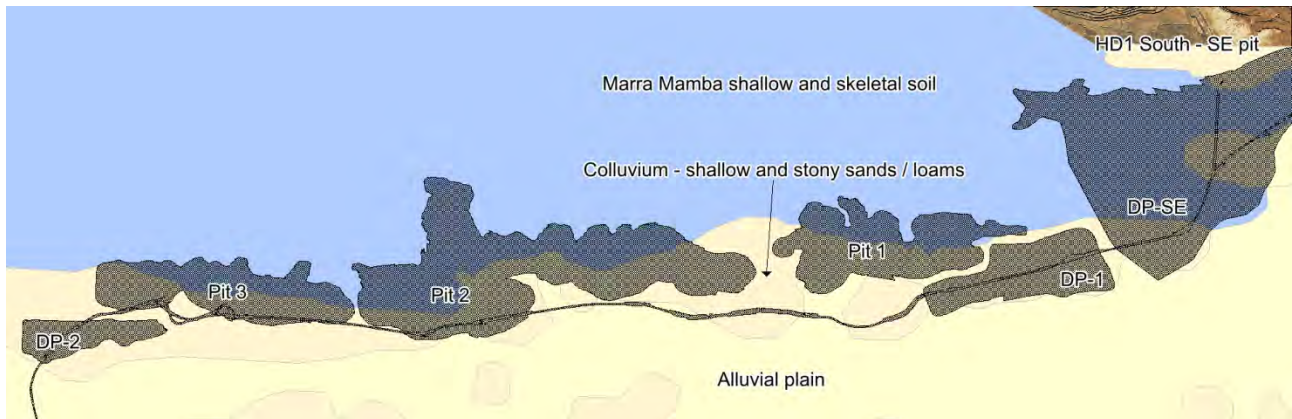 HD1 South - SE pit
Marra Mamba shallow and skeletal soil
Colluvium - shallow and stony sands / loams
DP-SE
Pit 1
DP-1
Pit 3
Pit 2
DP-2
Alluvial plain